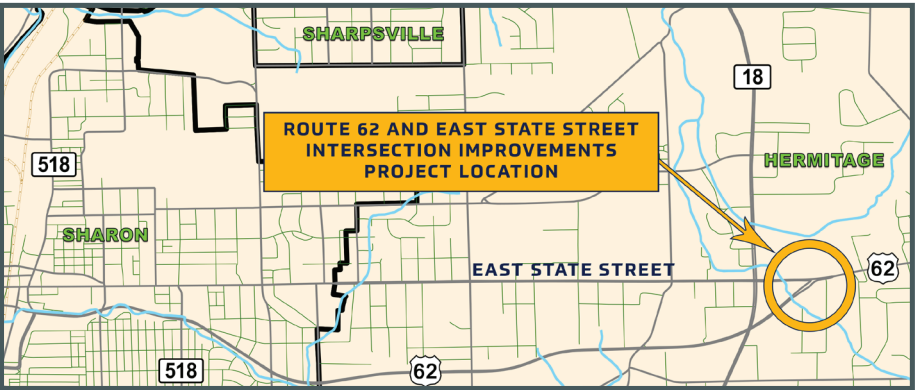 SHARPSVILLE
18
ROUTE 62 AND EAST STATE STREET
INTERSECTION IMPROVEMENTS
PROJECT LOCATION
518
HERMITAGE
SHARON
EAST STATE STREET
62
518
62